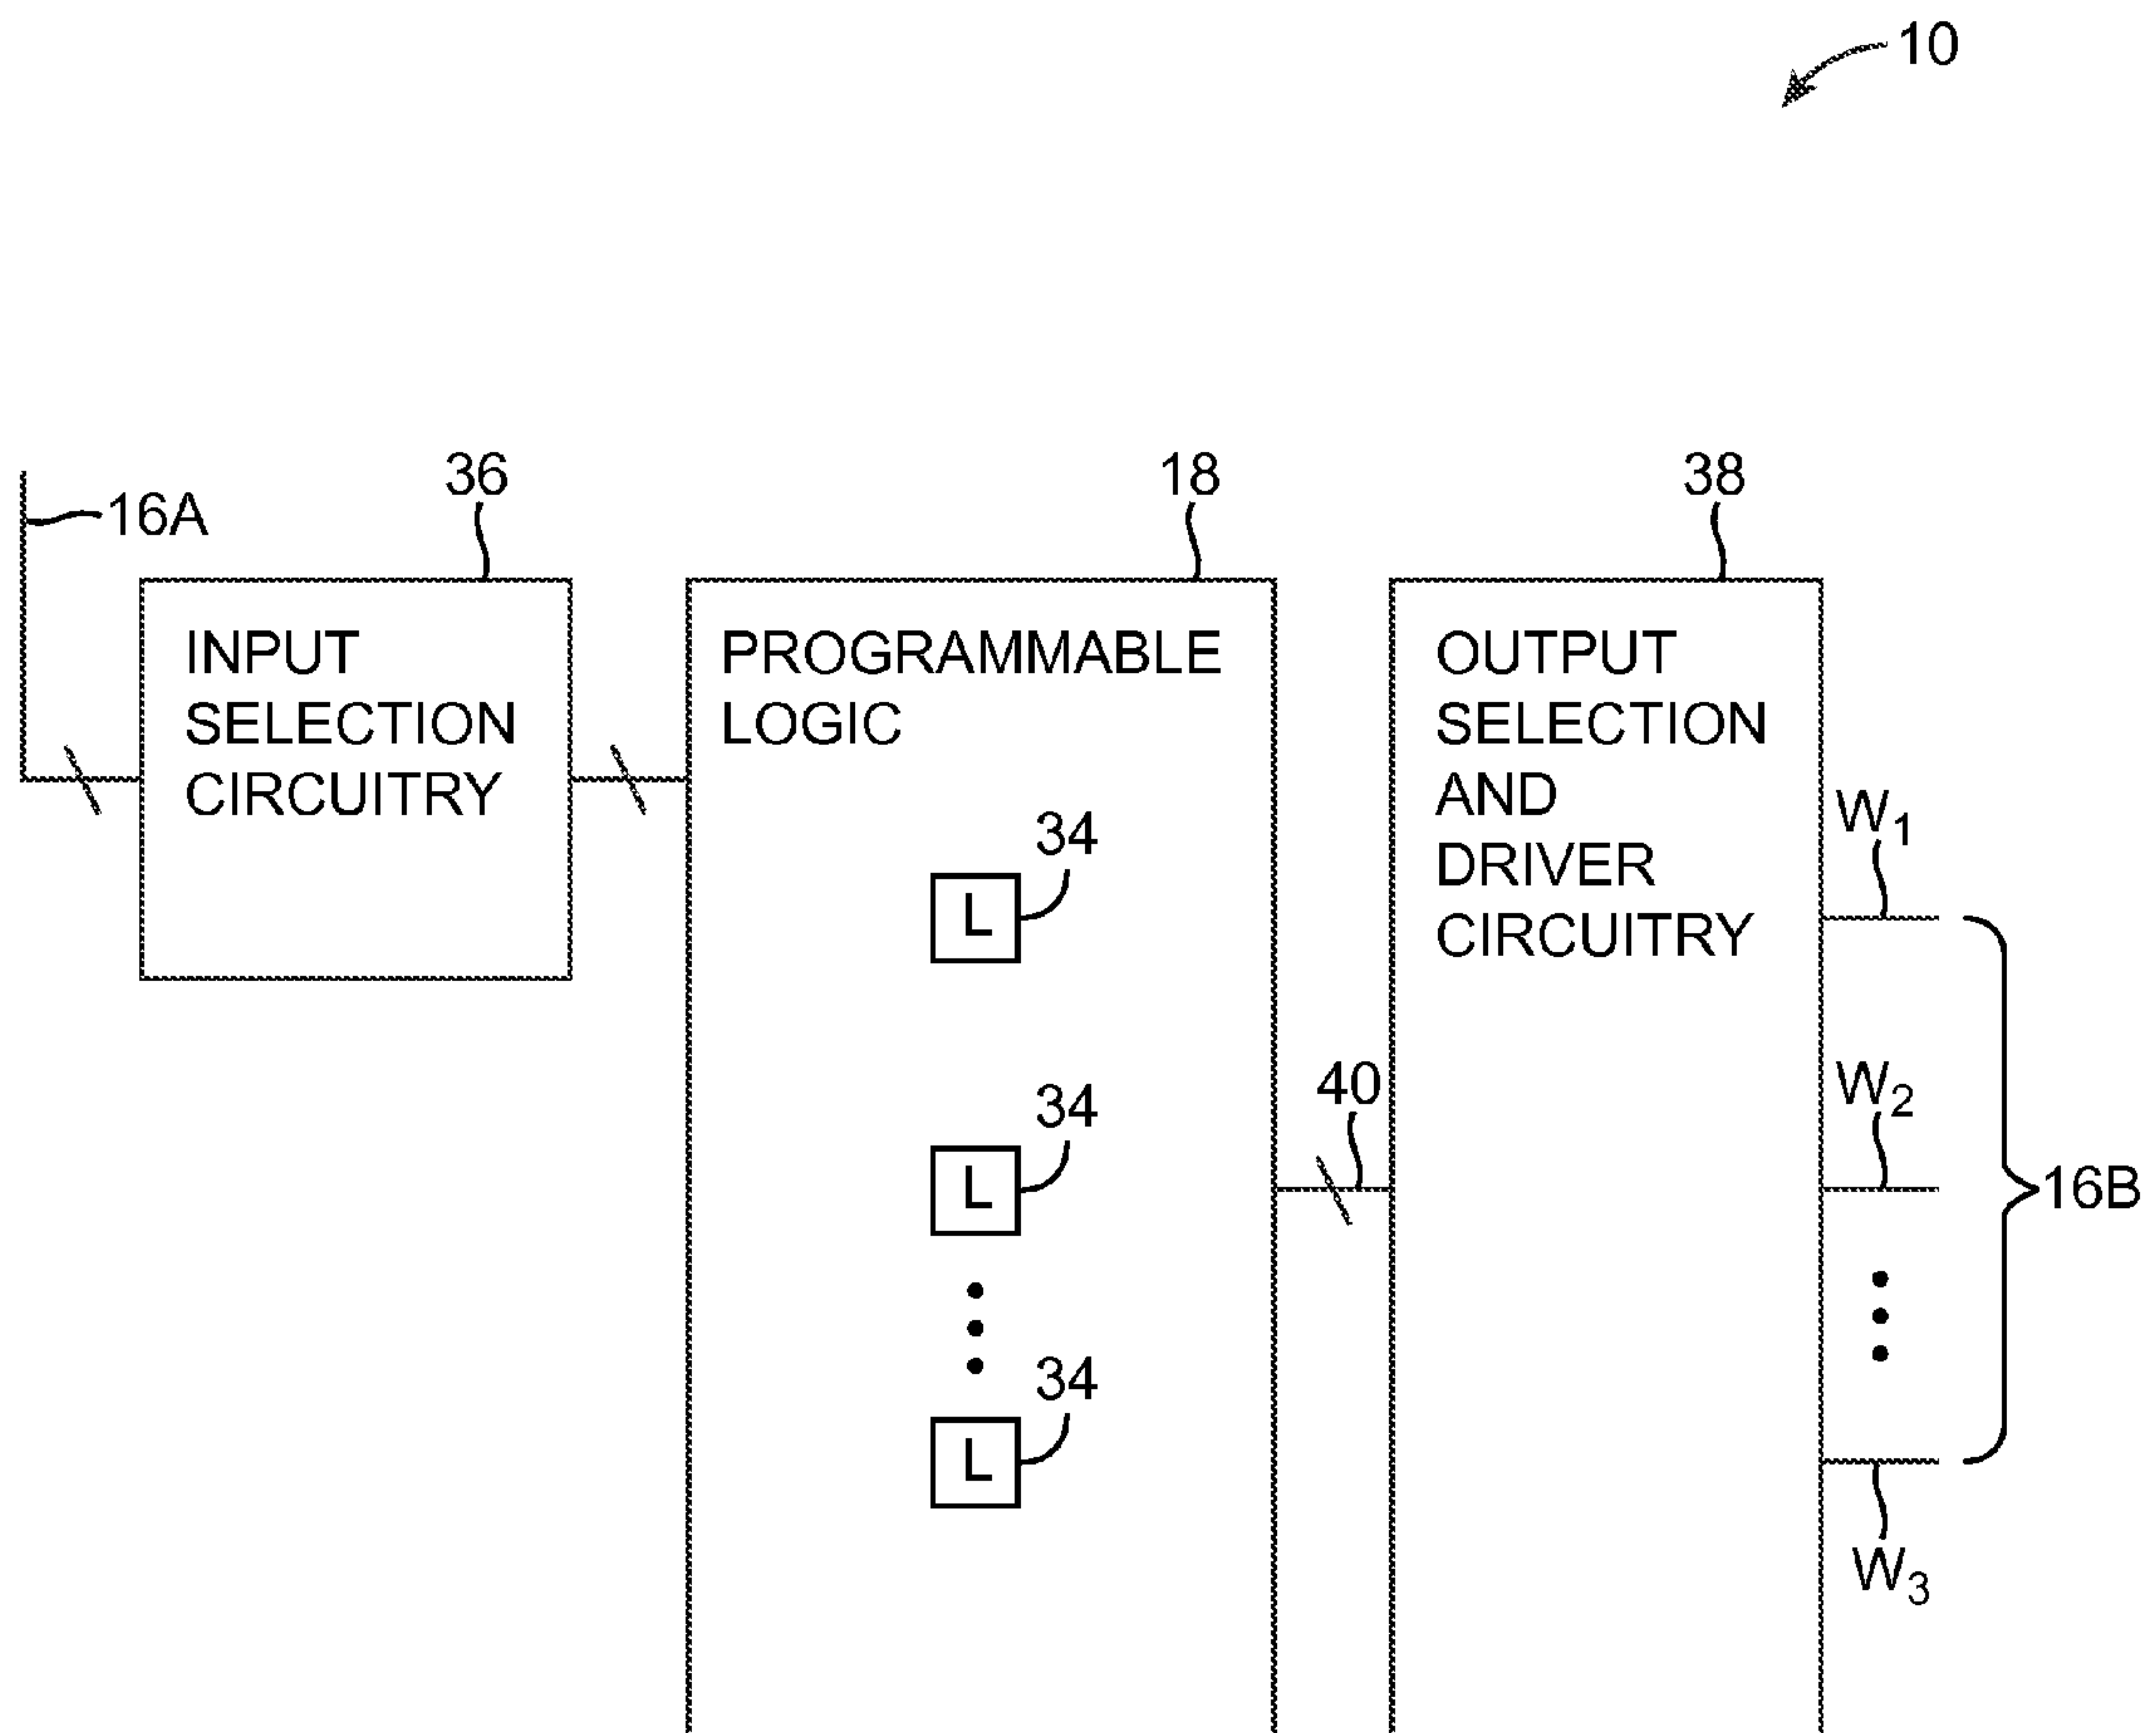 10
16A
36
18
38
INPUT
SELECTION
CIRCUITRY
PROGRAMMABLE
LOGIC
OUTPUT
SELECTION
AND
DRIVER
CIRCUITRY
34
L
34
L
34
L
40
W1
W2
16B
W3